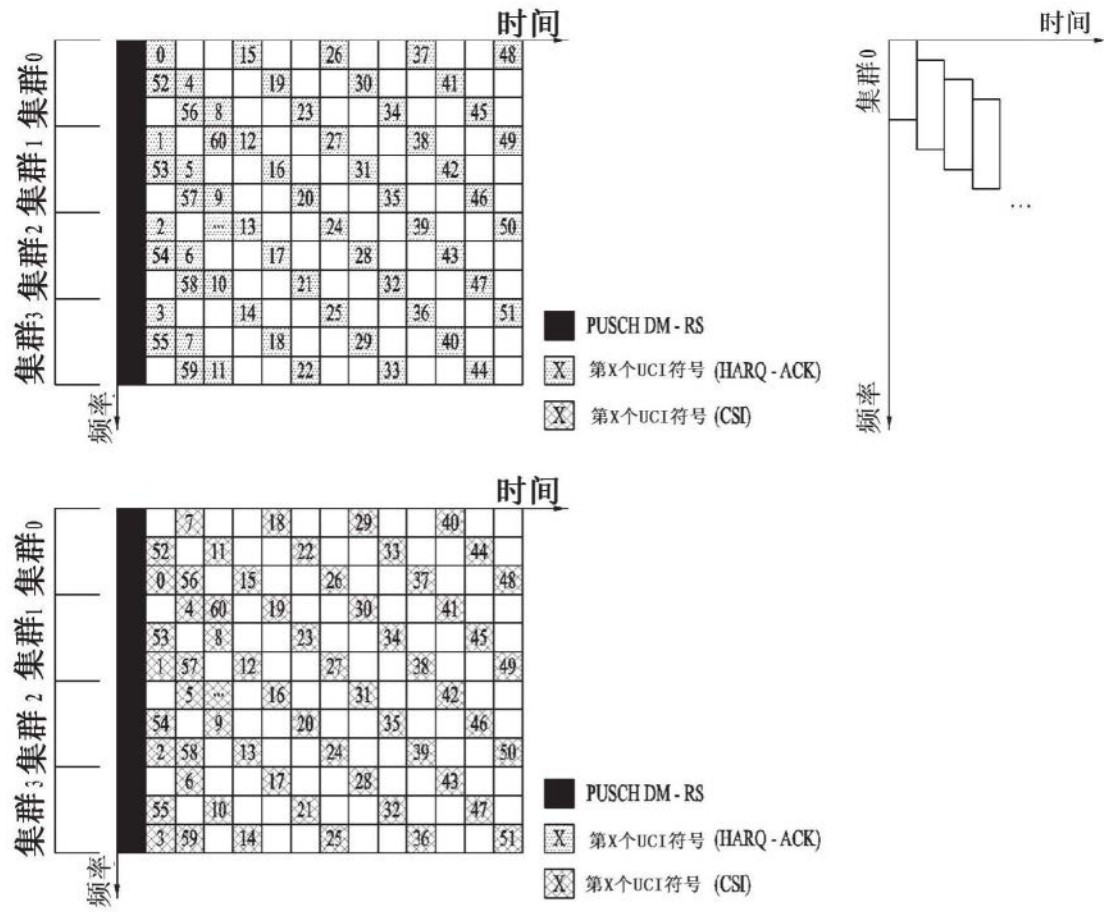 时间
0 15 26 37 48
52 4 19 30 41
56 8 23 34 45
1 60 12 27 38 49
53 5 16 31 42
57 9 20 35 46
2 ... 13 24 39 50
54 6 17 28 43
58 10 21 32 47
3 14 25 36 51
55 7 18 29 40
59 11 22 33 44
集群0
集群1
集群2
集群3
频率
PUSCH DM-RS
X 第X个UCI符号 (HARQ-ACK)
X 第X个UCI符号 (CSI)
时间
集群0
...
频率
时间
7 18 29 40
52 11 22 33 44
0 56 15 26 37 48
4 60 19 30 41
53 8 23 34 45
1 57 12 27 38 49
5 ... 16 31 42
54 9 20 35 46
2 58 13 24 39 50
6 17 28 43
55 10 21 32 47
3 59 14 25 36 51
集群0
集群1
集群2
集群3
频率
PUSCH DM-RS
X 第X个UCI符号 (HARQ-ACK)
X 第X个UCI符号 (CSI)